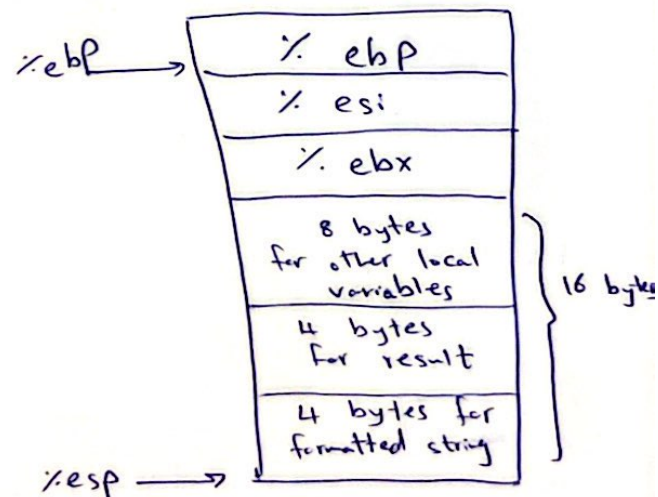 % ebp
%ebp
% esi
% ebx
8 bytes
for other local
variables
16 bytes
4 bytes
for result
4 bytes for
formatted string
%esp